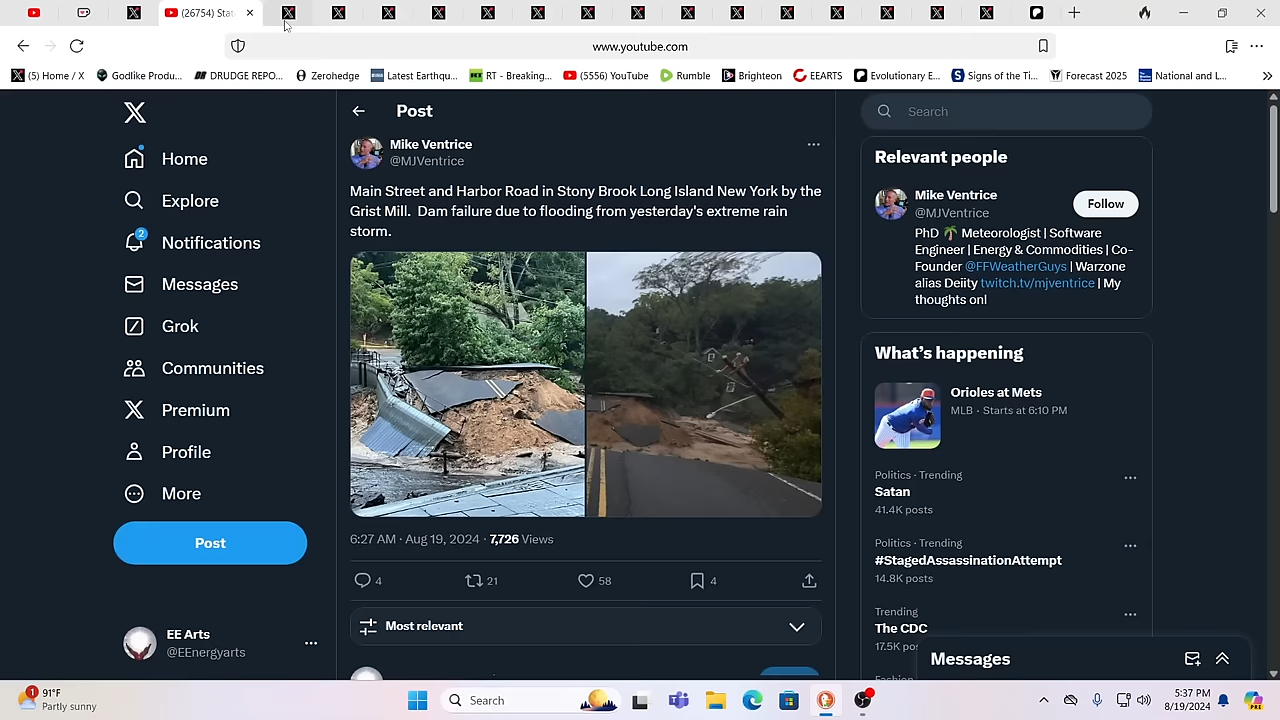 (26754) Stat
www.youtube.com
(5) Home / X
Godlike Produ...
DRUDGE REPO...
Zerohedge
Latest Earthqu...
RT - Breaking...
(5556) YouTube
Rumble
Brighteon
EEARTS
Evolutionary E...
Signs of the Ti...
Forecast 2025
National and L...
Home
Explore
2
Notifications
Messages
Grok
Communities
Premium
Profile
More
Post
EE Arts
@EEnergyarts
Post
Mike Ventrice
@MJVentrice
Main Street and Harbor Road in Stony Brook Long Island New York by the
Grist Mill.  Dam failure due to flooding from yesterday's extreme rain
storm.
6:27 AM · Aug 19, 2024 · 7,726 Views
4
21
58
4
Most relevant
Search
Relevant people
Mike Ventrice
@MJVentrice
Follow
PhD 🌴 Meteorologist | Software
Engineer | Energy & Commodities | Co-
Founder @FFWeatherGuys | Warzone
alias Deiity twitch.tv/mjventrice | My
thoughts onl
What's happening
Orioles at Mets
MLB · Starts at 6:10 PM
Politics · Trending
Satan
41.4K posts
Politics · Trending
#StagedAssassinationAttempt
14.8K posts
Trending
The CDC
17.5K pos
Messages
1
91°F
Partly sunny
Search
5:37 PM
8/19/2024
PRE